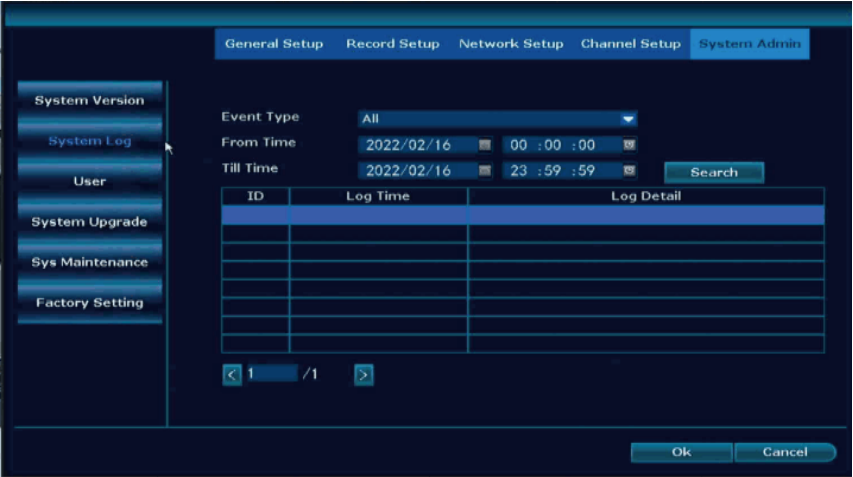 General Setup Record Setup Network Setup Channel Setup System Admin
System Version
System Log
User
System Upgrade
Sys Maintenance
Factory Setting
Event Type All
From Time 2022/02/16 00 :00 :00
Till Time 2022/02/16 23 :59 :59 Search
ID Log Time Log Detail
< 1 /1 >
Ok Cancel